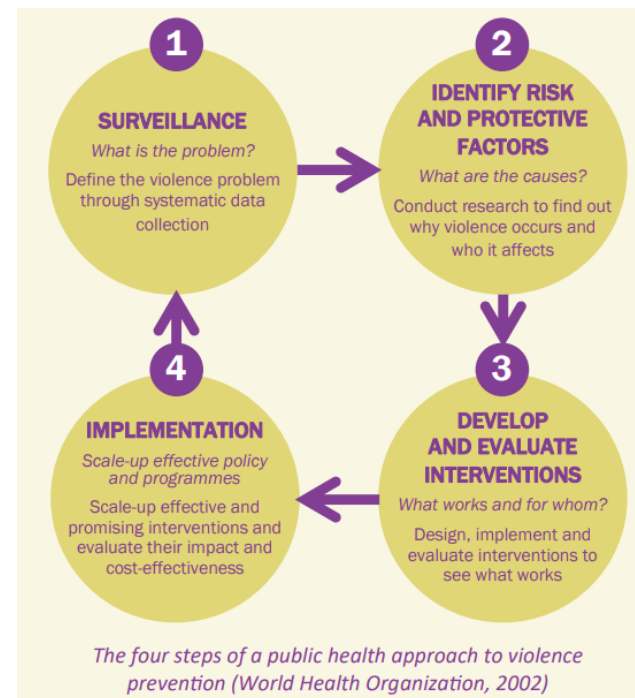 1
SURVEILLANCE
What is the problem?
Define the violence problem
through systematic data
collection
2
IDENTIFY RISK
AND PROTECTIVE
FACTORS
What are the causes?
Conduct research to find out
why violence occurs and
who it affects
3
DEVELOP
AND EVALUATE
INTERVENTIONS
What works and for whom?
Design, implement and
evaluate interventions to
see what works
4
IMPLEMENTATION
Scale-up effective policy
and programmes
Scale-up effective and
promising interventions and
evaluate their impact and
cost-effectiveness
The four steps of a public health approach to violence
prevention (World Health Organization, 2002)